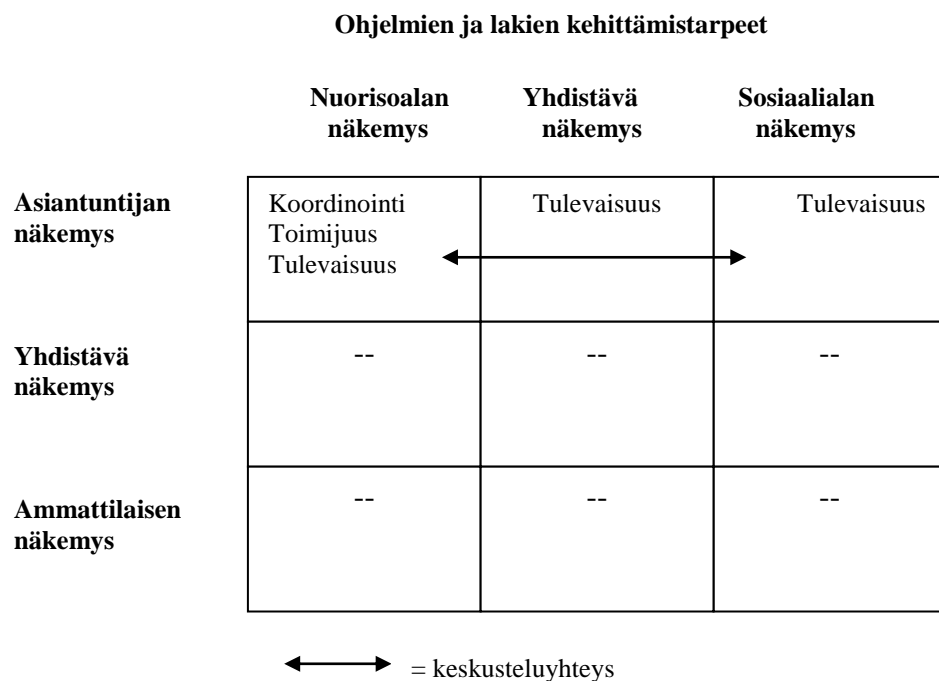 Ohjelmien ja lakien kehittämistarpeet
Nuorisoalan näkemys
Yhdistävä näkemys
Sosiaalialan näkemys
Asiantuntijan näkemys
Koordinointi
Toimijuus
Tulevaisuus
Tulevaisuus
Tulevaisuus
Yhdistävä näkemys
--
--
--
Ammattilaisen näkemys
--
--
--
= keskusteluyhteys